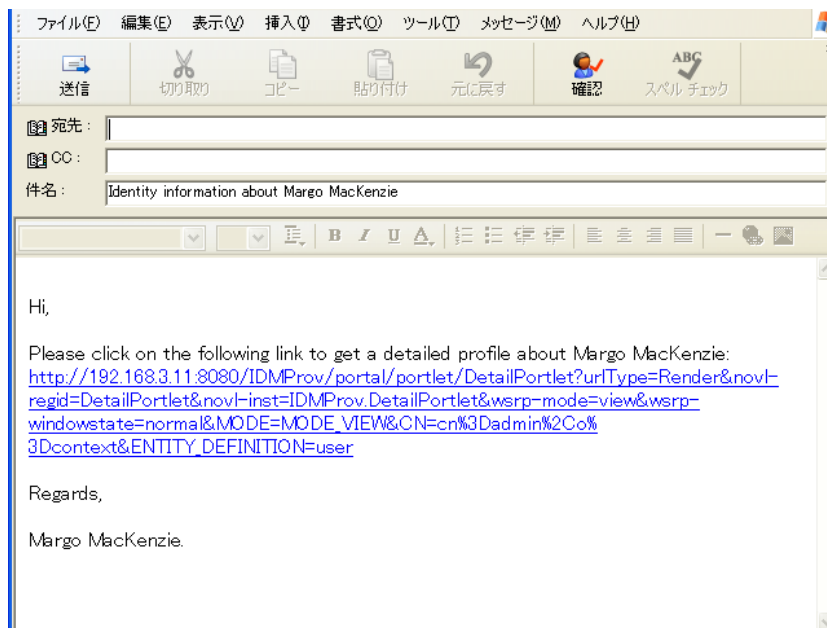 ファイル(F) 編集(E) 表示(V) 挿入(I) 書式(O) ツール(T) メッセージ(M) ヘルプ(H)
送信 切り取り コピー 貼り付け 元に戻す 確認 ABC スペル チェック
宛先:
CC:
件名: Identity information about Margo MacKenzie
B I U A
Hi,
Please click on the following link to get a detailed profile about Margo MacKenzie:
http://192.168.3.11:8080/IDMProv/portal/portlet/DetailPortlet?urlType=Render&novl-
regid=DetailPortlet&novl-inst=IDMProv.DetailPortlet&wsrp-mode=view&wsrp-
windowstate=normal&MODE=MODE_VIEW&CN=cn%3Dadmin%2Co%
3Dcontext&ENTITY_DEFINITION=user
Regards,
Margo MacKenzie.